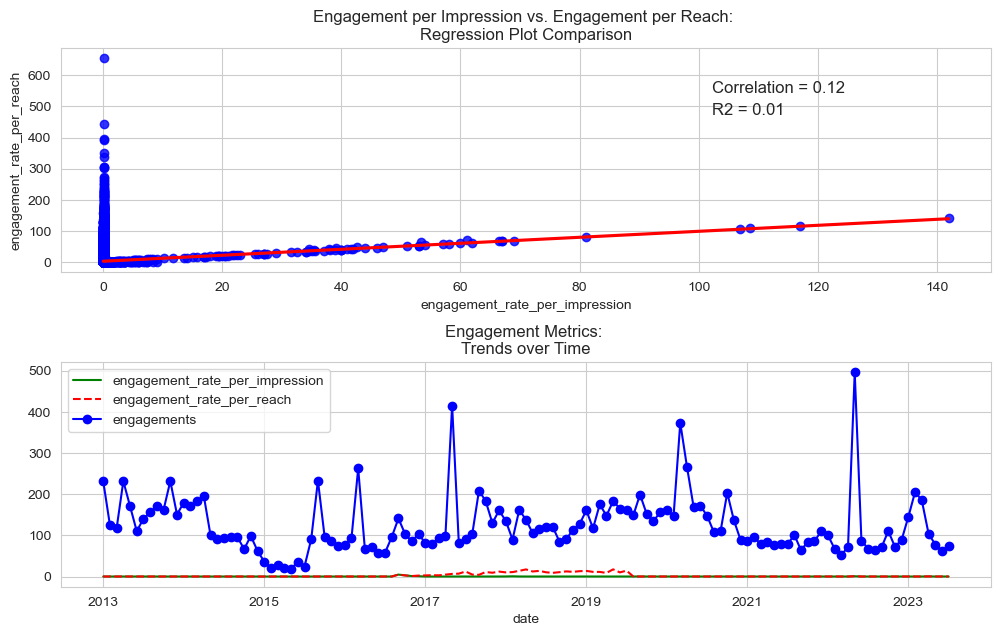 Engagement per Impression vs. Engagement per Reach:
Regression Plot Comparison
engagement_rate_per_reach
600
500
400
300
200
100
0
Correlation = 0.12
R2 = 0.01
0 20 40 60 80 100 120 140
engagement_rate_per_impression
Engagement Metrics:
Trends over Time
500
400
300
200
100
0
engagement_rate_per_impression
engagement_rate_per_reach
engagements
2013 2015 2017 2019 2021 2023
date